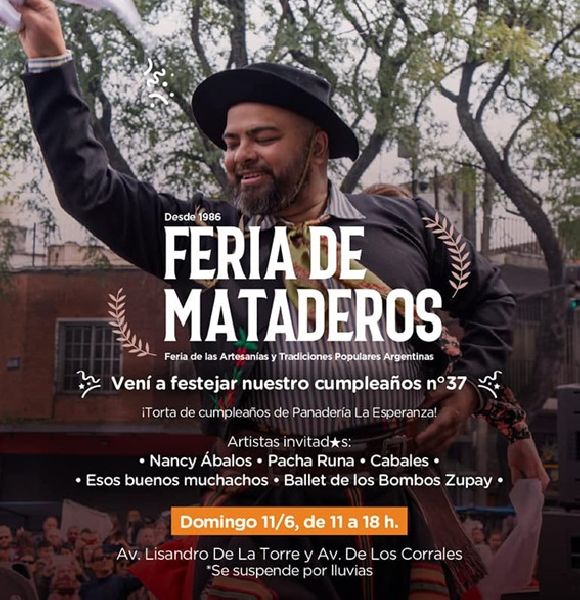 Desde 1986
FERIA DE
MATADEROS
Feria de las Artesanías y Tradiciones Populares Argentinas
Vení a festejar nuestro cumpleaños n°37
¡Torta de cumpleaños de Panadería La Esperanza!
Artistas invitad★s:
• Nancy Ábalos • Pacha Runa • Cabales •
• Esos buenos muchachos • Ballet de los Bombos Zupay •
Domingo 11/6, de 11 a 18 h.
Av. Lisandro De La Torre y Av. De Los Corrales
*Se suspende por lluvias